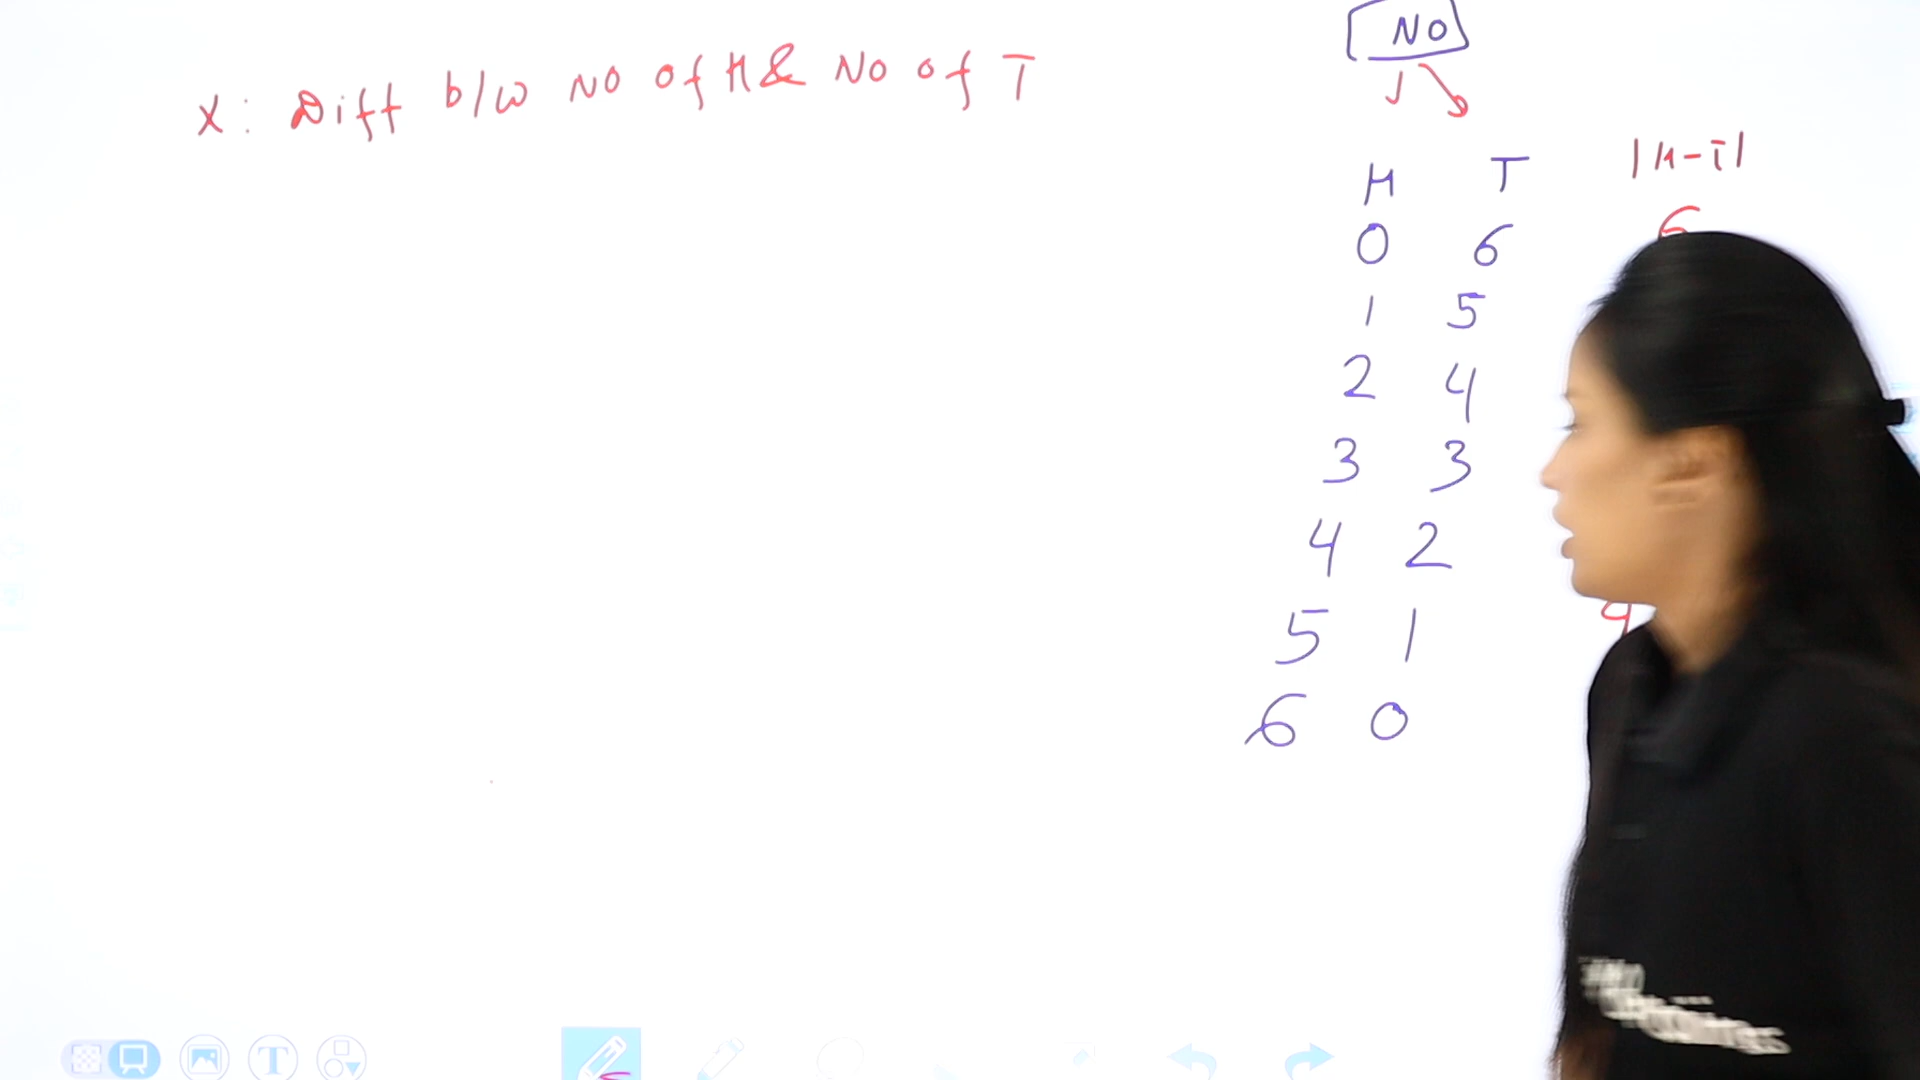 X: Diff b/w NO of H & NO of T
NO
H T |H-T|
0 6 6
1 5
2 4
3 3
4 2
5 1 4
6 0